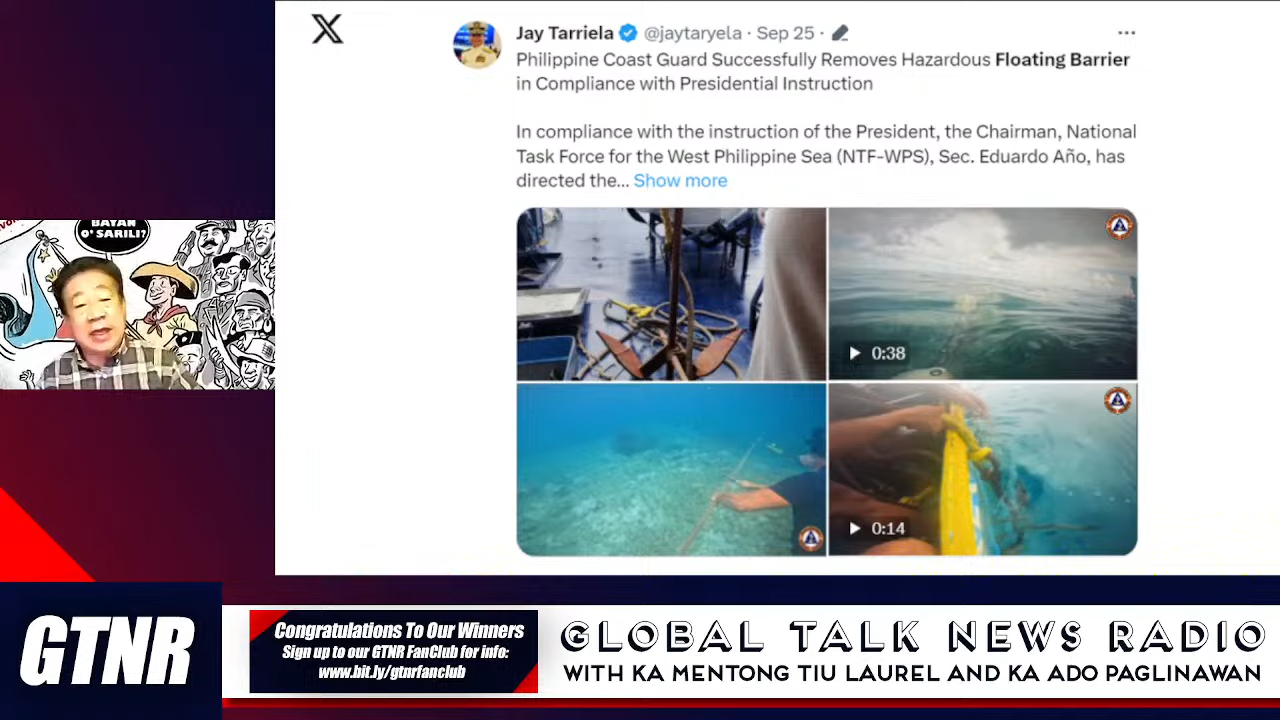 Jay Tarriela @jaytaryela · Sep 25 ·
Philippine Coast Guard Successfully Removes Hazardous Floating Barrier
in Compliance with Presidential Instruction
In compliance with the instruction of the President, the Chairman, National
Task Force for the West Philippine Sea (NTF-WPS), Sec. Eduardo Año, has
directed the... Show more
BAYAN
O' SARILI?
0:38
0:14
GTNR
Congratulations To Our Winners
Sign up to our GTNR FanClub for info:
www.bit.ly/gtnrfanclub
GLOBAL TALK NEWS RADIO
WITH KA MENTONG TIU LAUREL AND KA ADO PAGLINAWAN